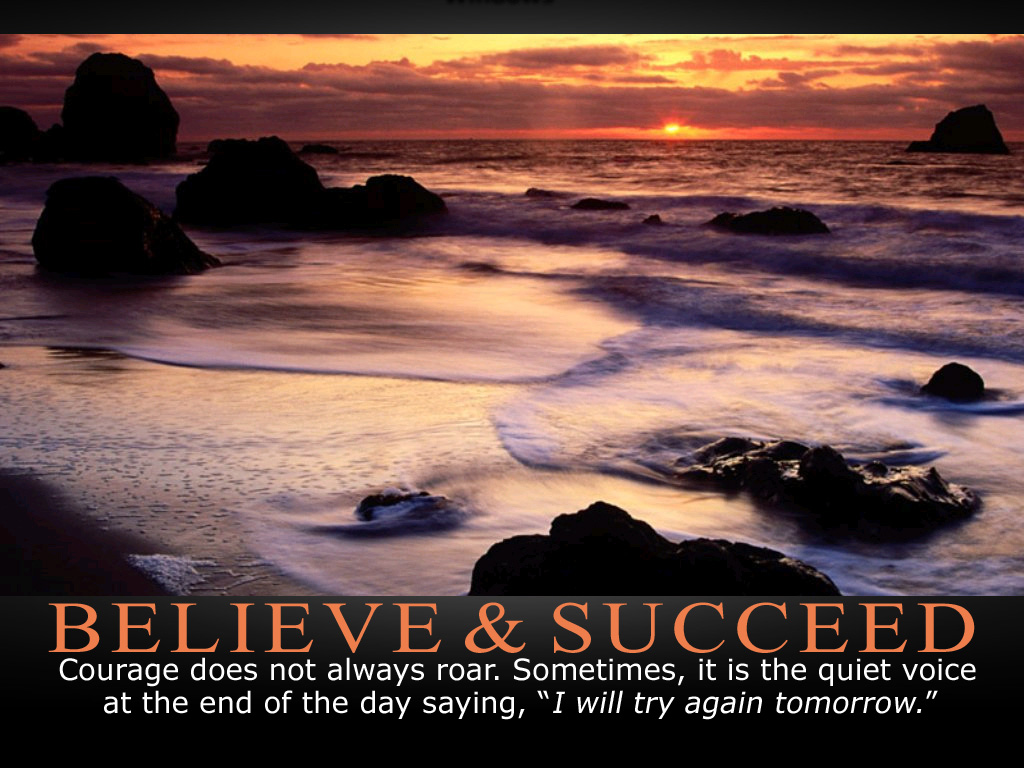 BELIEVE & SUCCEED
Courage does not always roar. Sometimes, it is the quiet voice
at the end of the day saying, “I will try again tomorrow.”